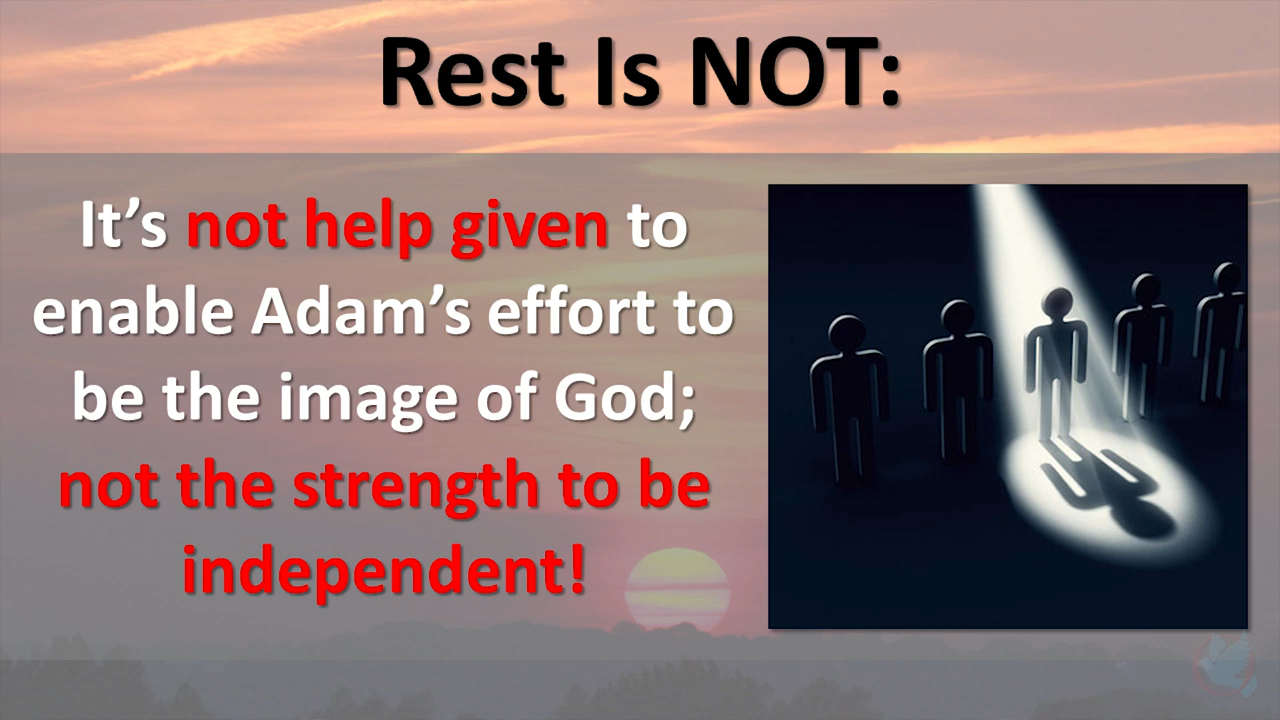 Rest Is NOT:
It’s not help given to
enable Adam’s effort to
be the image of God;
not the strength to be
independent!